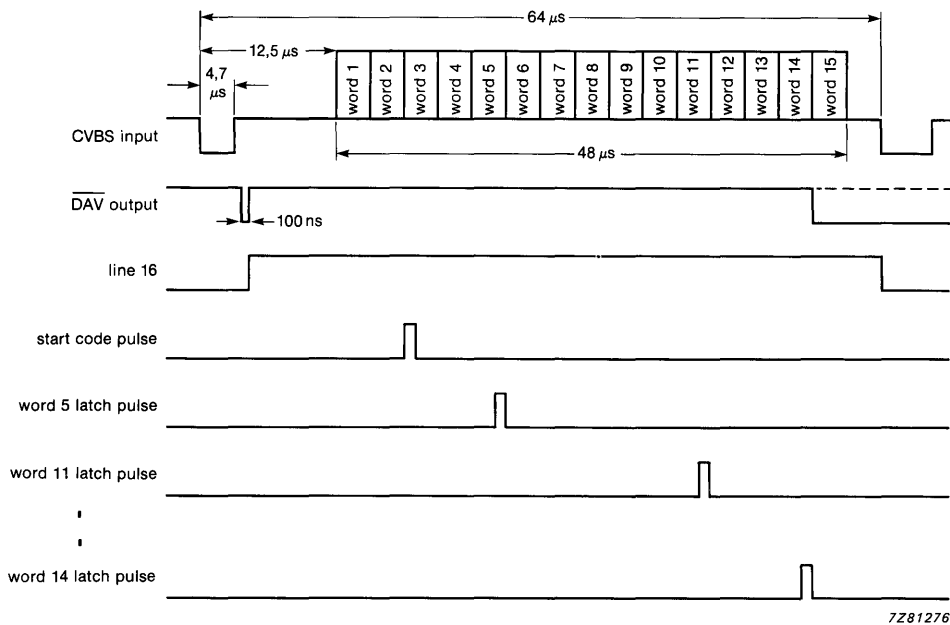 64 µs
12,5 µs
4,7
µs
word 1
word 2
word 3
word 4
word 5
word 6
word 7
word 8
word 9
word 10
word 11
word 12
word 13
word 14
word 15
CVBS input
48 µs
DAV output
100 ns
line 16
start code pulse
word 5 latch pulse
word 11 latch pulse
word 14 latch pulse
7Z81276